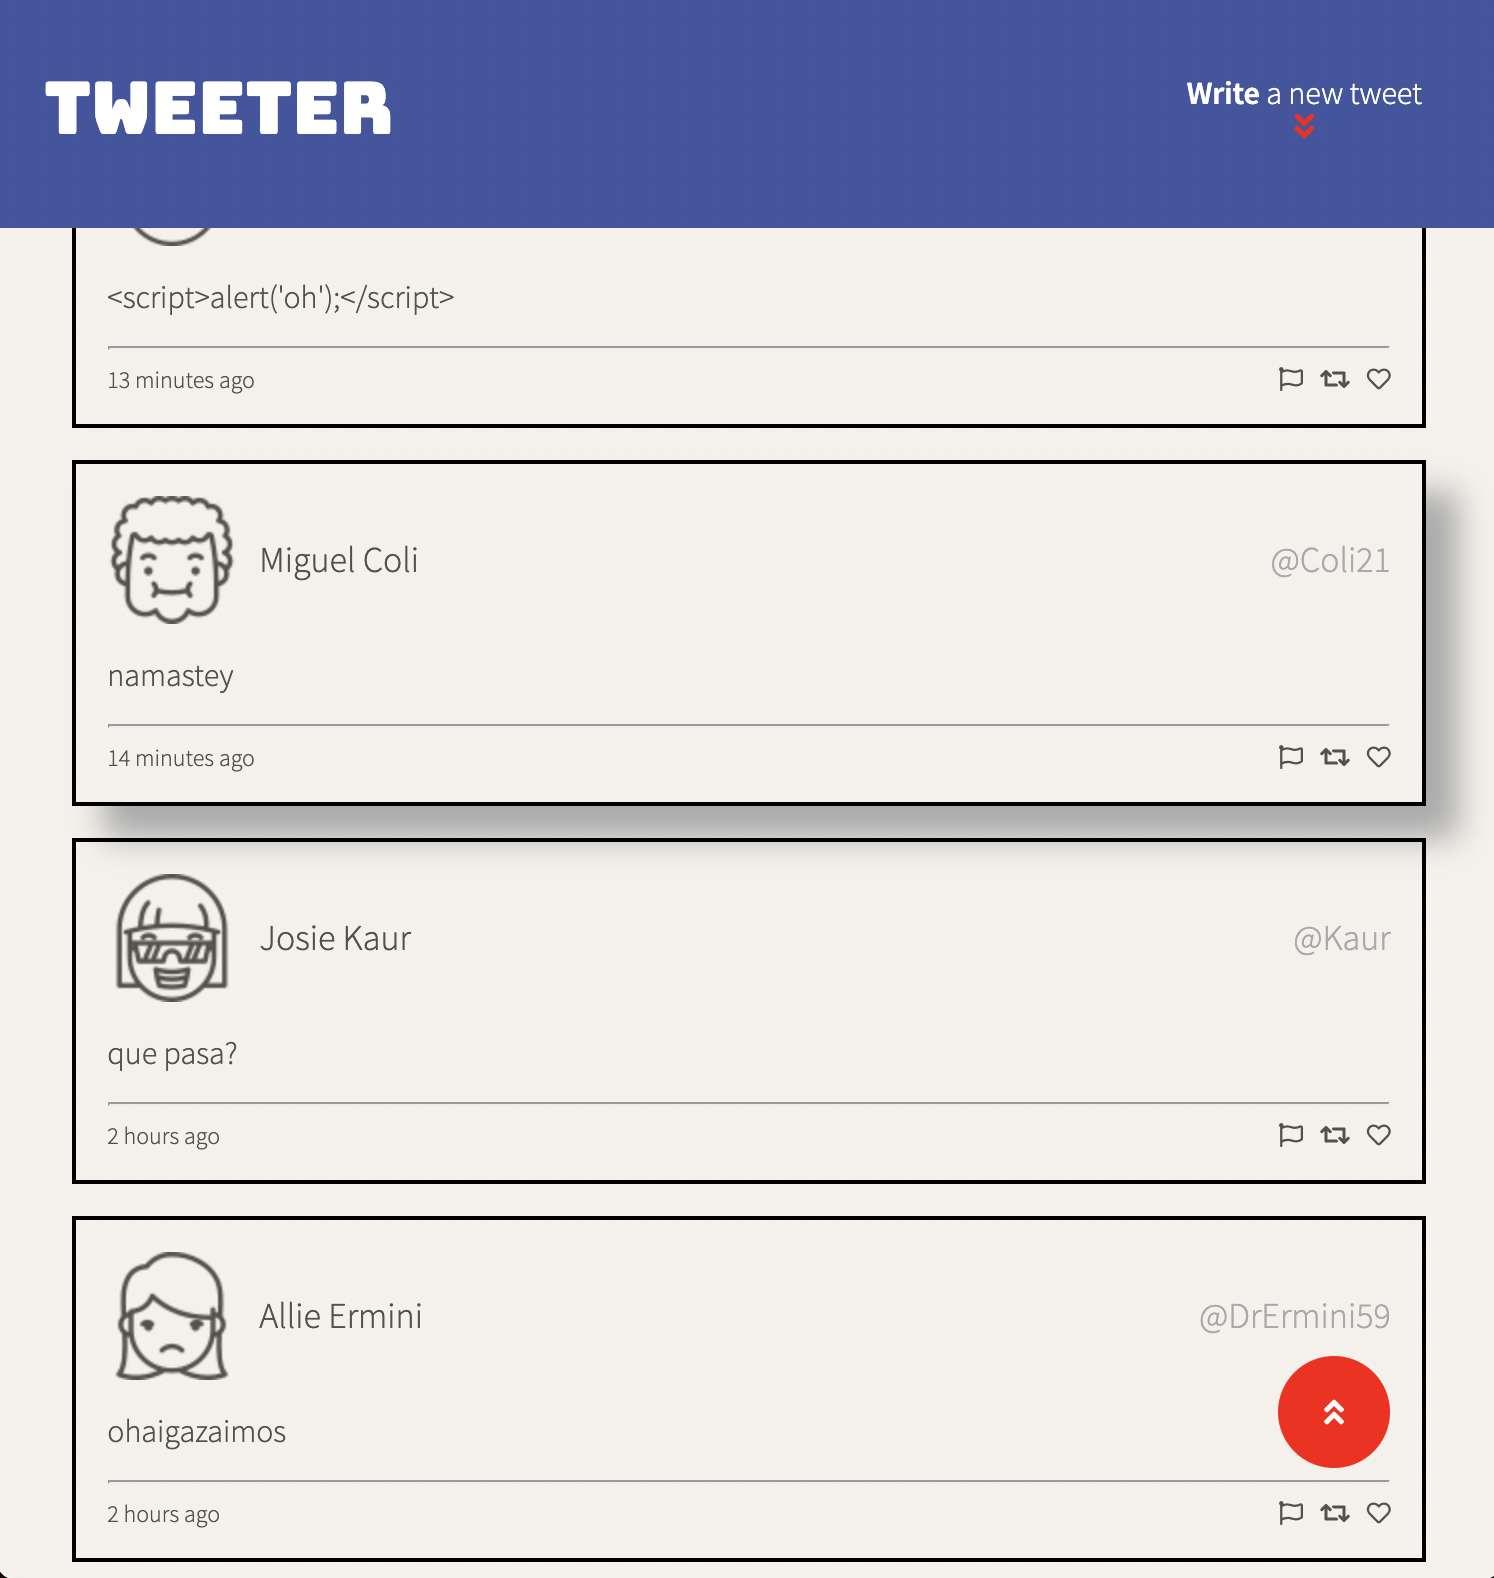 TWEETER
Write a new tweet
<script>alert('oh');</script>
13 minutes ago
Miguel Coli
@Coli21
namastey
14 minutes ago
Josie Kaur
@Kaur
que pasa?
2 hours ago
Allie Ermini
@DrErmini59
ohaigazaimos
2 hours ago